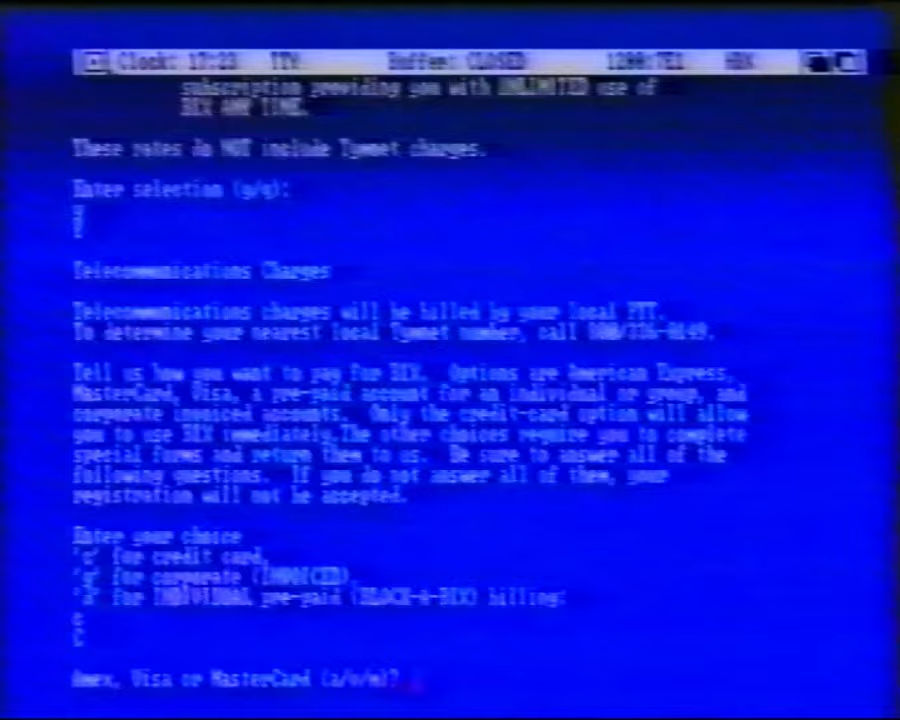 Clock: 17:23 TTY Buffer: CLOSED 1200:7E1 HDX
subscription providing you with UNLIMITED use of
BIX ANY TIME.
These rates do NOT include Tymnet charges.
Enter selection
Telecommunications Charges
Telecommunications charges will be billed by your local PTT.
To determine your nearest local Tymnet number, call 800/336-0149.
Tell us how you want to pay for BIX. Options are American Express,
MasterCard, Visa, a pre-paid account for an individual or group, and
corporate invoiced accounts. Only the credit-card option will allow
you to use BIX immediately.The other choices require you to complete
special forms and return them to us. Be sure to answer all of the
following questions. If you do not answer all of them, your
registration will not be accepted.
Enter your choice
'c' for credit card,
for corporate (INVOICED),
for INDIVIDUAL pre-paid (BLOCK-A-BIX) billing:
c
c
Amex, Visa or MasterCard (a/v/m)?